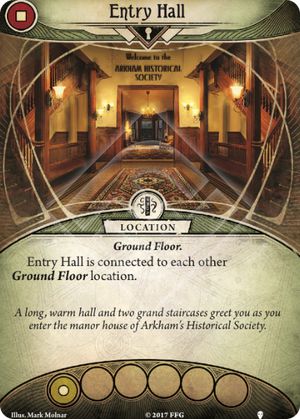 Entry Hall
Welcome to the
ARKHAM HISTORICAL
SOCIETY
LOCATION
Ground Floor.
Entry Hall is connected to each other
Ground Floor location.
A long, warm hall and two grand staircases greet you as you
enter the manor house of Arkham's Historical Society.
Illus. Mark Molnar
© 2017 FFG